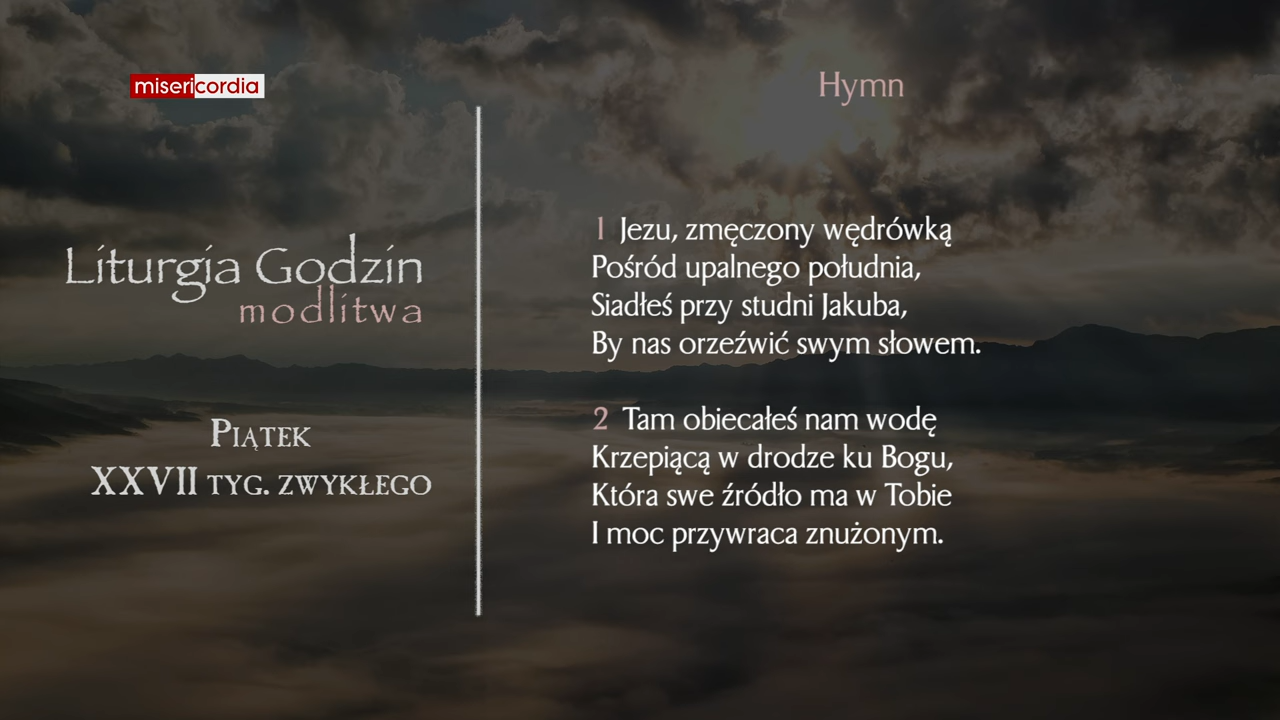 misericordia
Liturgia Godzin
modlitwa
Piątek
XXVII tyg. zwykłego
Hymn
1 Jezu, zmęczony wędrówką
Pośród upalnego południa,
Siadłeś przy studni Jakuba,
By nas orzeźwić swym słowem.
2 Tam obiecałeś nam wodę
Krzepiącą w drodze ku Bogu,
Która swe źródło ma w Tobie
I moc przywraca znużonym.